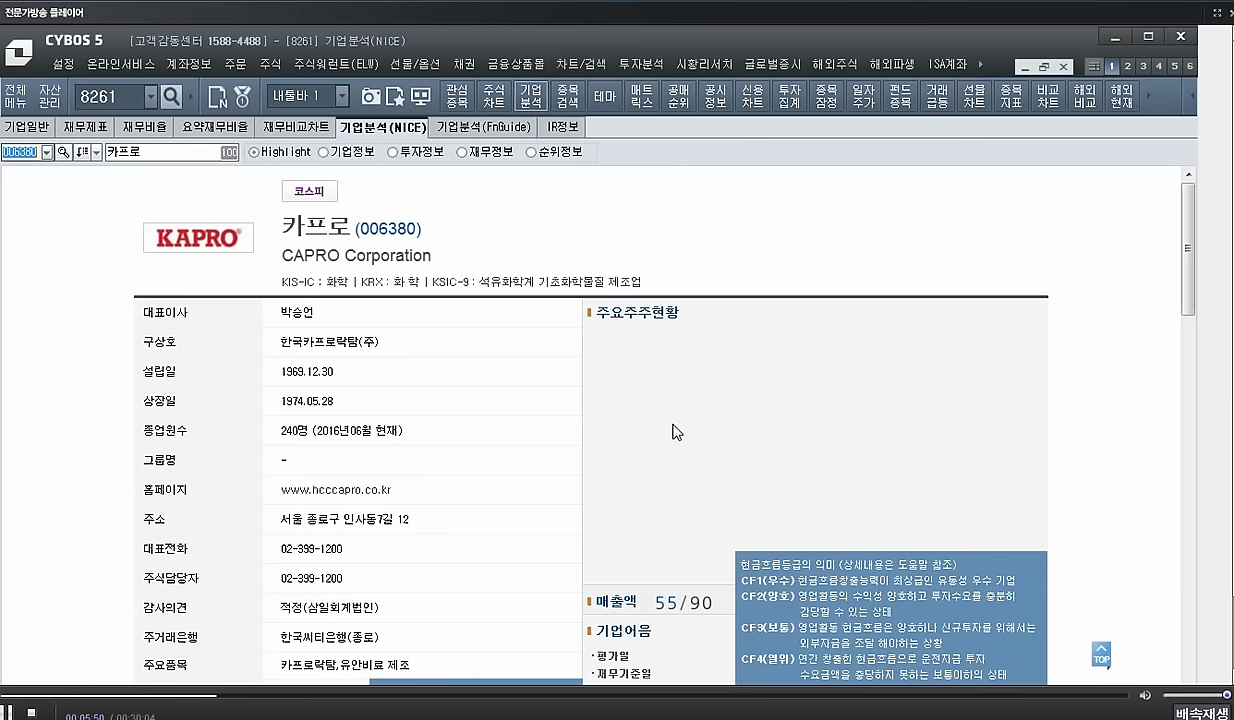 전문가방송 플레이어
CYBOS 5 [고객감동센터 1588-4488] - [8261] 기업분석(NICE)
설정 온라인서비스 계좌정보 주문 주식 주식워런트(ELW) 선물/옵션 채권 금융상품몰 차트/검색 투자분석 시황리서치 글로벌증시 해외주식 해외파생 ISA계좌
1 2 3 4 5 6
전체메뉴 자산관리 8261 내툴바 1 관심종목 주식차트 기업분석 종목검색 테마 매트릭스 공매순위 공시정보 신용차트 투자집계 종목잠정 일자주가 펀드종목 거래급등 선물차트 종목지표 비교차트 해외비교 해외현재
기업일반 재무제표 재무비율 요약재무비율 재무비교차트 기업분석(NICE) 기업분석(FnGuide) IR정보
006380 카프로 100 Highlight 기업정보 투자정보 재무정보 순위정보
코스피
KAPRO
카프로 (006380)
CAPRO Corporation
KIS-IC : 화학 | KRX : 화 학 | KSIC-9 : 석유화학계 기초화학물질 제조업
대표이사 박승언
구상호 한국카프로락탐(주)
설립일 1969.12.30
상장일 1974.05.28
종업원수 240명 (2016년06월 현재)
그룹명 -
홈페이지 www.hcccapro.co.kr
주소 서울 종로구 인사동7길 12
대표전화 02-399-1200
주식담당자 02-399-1200
감사의견 적정(삼일회계법인)
주거래은행 한국씨티은행(종로)
주요품목 카프로락탐,유안비료 제조
주요주주현황
매출액 55/90
기업어음
·평가일
·재무기준일
현금흐름등급의 의미 (상세내용은 도움말 참조)
CF1(우수) 현금흐름창출능력이 최상급인 유동성 우수 기업
CF2(양호) 영업활동의 수익성 양호하고 투자수요를 충분히
감당할 수 있는 상태
CF3(보통) 영업활동 현금흐름은 양호하나 신규투자를 위해서는
외부자금을 조달 해야하는 상황
CF4(열위) 연간 창출한 현금흐름으로 운전자금 투자
수요금액을 충당하지 못하는 보통이하의 상태
TOP
00:05:50 / 00:30:04
배속재생